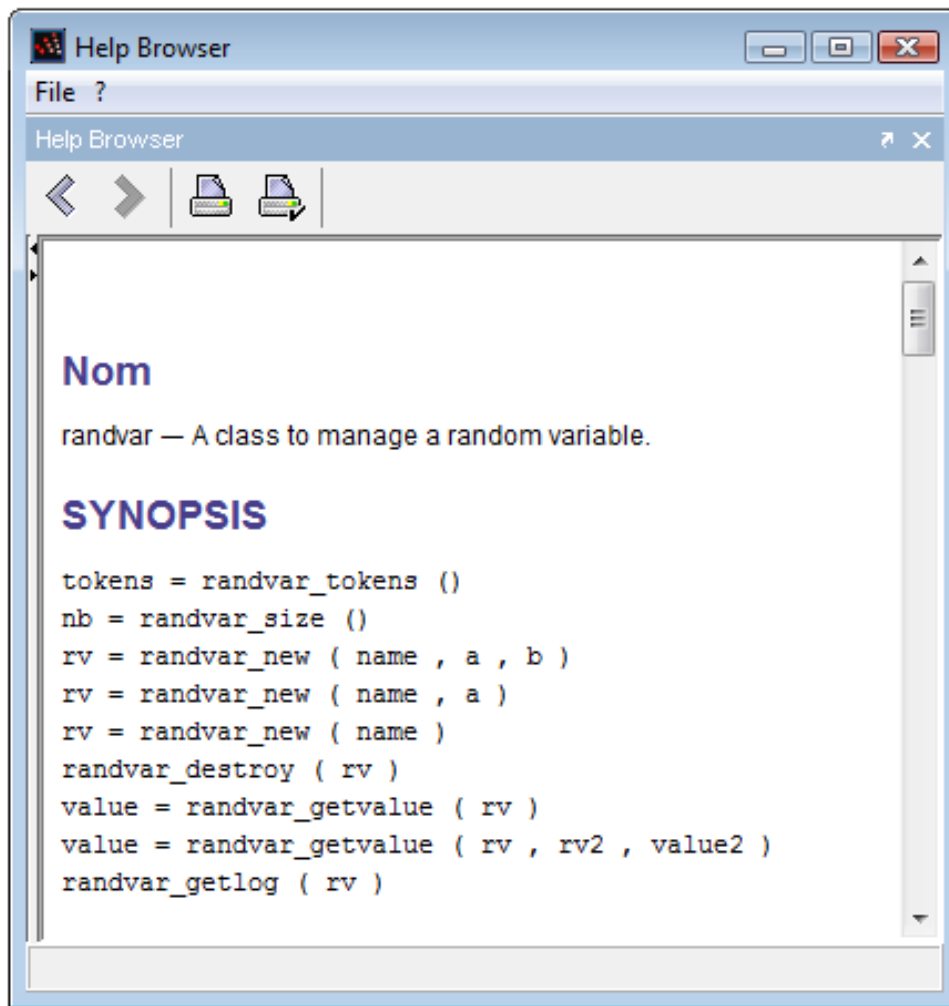 Help Browser
File ?
Help Browser
Nom
randvar — A class to manage a random variable.
SYNOPSIS
tokens = randvar_tokens ()
nb = randvar_size ()
rv = randvar_new ( name , a , b )
rv = randvar_new ( name , a )
rv = randvar_new ( name )
randvar_destroy ( rv )
value = randvar_getvalue ( rv )
value = randvar_getvalue ( rv , rv2 , value2 )
randvar_getlog ( rv )